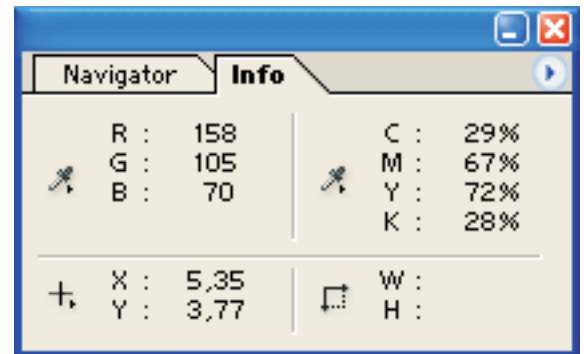 Navigator Info
R : 158
G : 105
B : 70
C : 29%
M : 67%
Y : 72%
K : 28%
X : 5,35
Y : 3,77
W :
H :